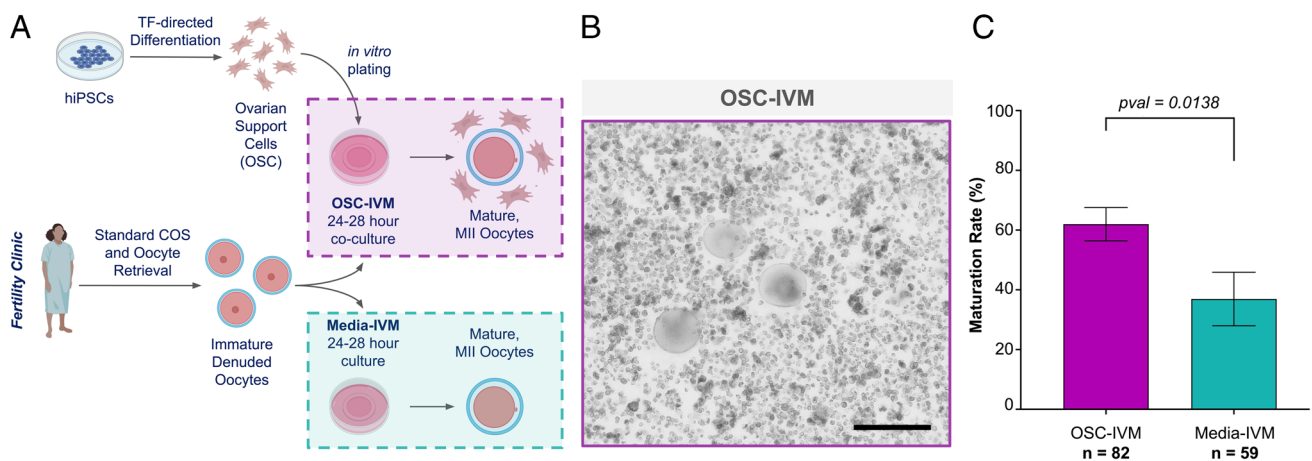 A
TF-directed
Differentiation
hiPSCs
Ovarian
Support
Cells
(OSC)
in vitro
plating
OSC-IVM
24-28 hour
co-culture
Mature,
MII Oocytes
Fertility Clinic
Standard COS
and Oocyte
Retrieval
Immature
Denuded
Oocytes
Media-IVM
24-28 hour
culture
Mature,
MII Oocytes
B
OSC-IVM
C
pval = 0.0138
Maturation Rate (%)
100
80
60
40
20
0
OSC-IVM
n = 82
Media-IVM
n = 59